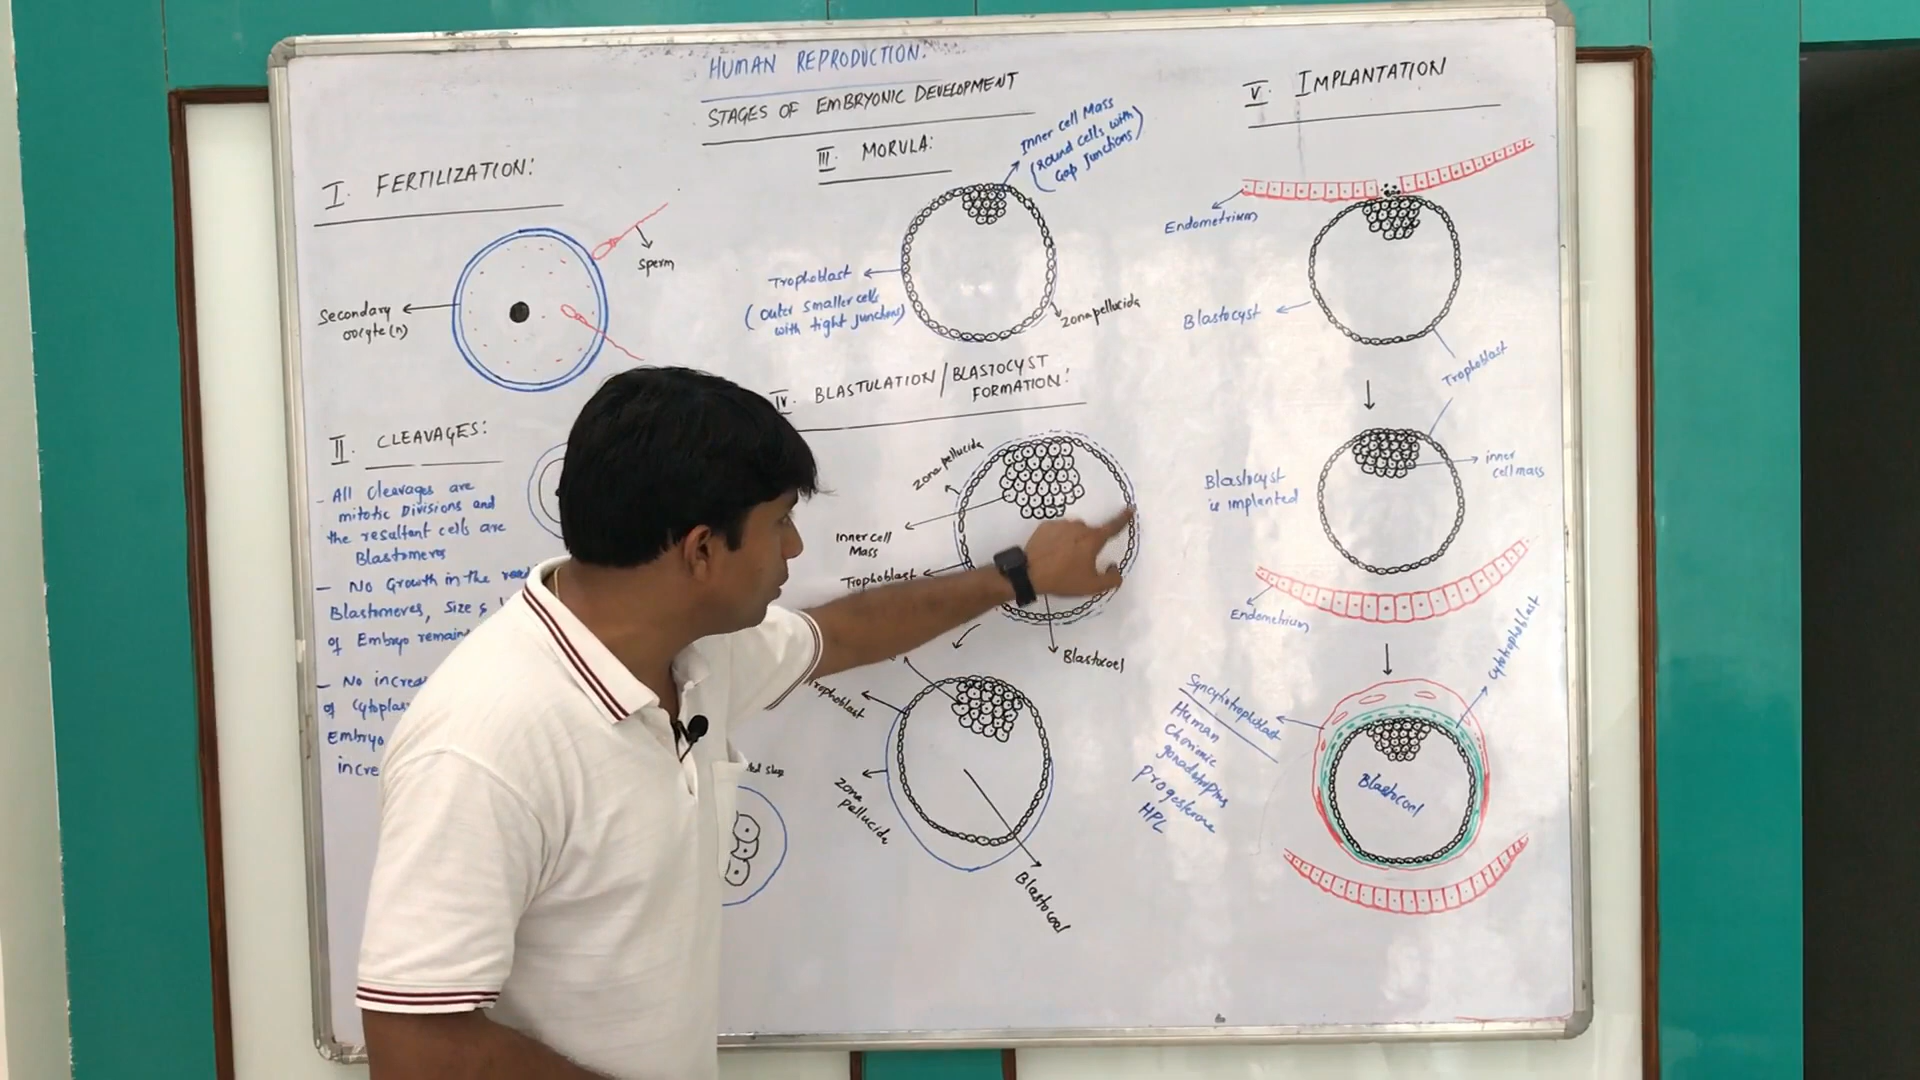 HUMAN REPRODUCTION:
STAGES OF EMBRYONIC DEVELOPMENT
I. FERTILIZATION:
sperm
Secondary
oocyte (n)
II. CLEAVAGES:
- All Cleavages are
mitotic Divisions and
the resultant cells are
Blastomeres
- No Growth in the
Blastomeres, Size &
of Embryo remain
- No increa
of Cytoplas
Embryo
incre
III. MORULA:
Inner cell Mass
(round cells with
Gap junctions)
Trophoblast
(Outer smaller cells
with tight junctions)
Zona pellucida
IV. BLASTULATION / BLASTOCYST
FORMATION:
Zona pellucida
Inner cell
Mass
Trophoblast
Blastocoel
Trophoblast
Zona
pellucida
Blastocoel
V. IMPLANTATION
Endometrium
Blastocyst
Trophoblast
Blastocyst
is implanted
inner
cell mass
Endometrium
Cytotrophoblast
Syncytiotrophoblast
Human
Chorionic
gonadotropins
Progesterone
HPL
Blastocoel